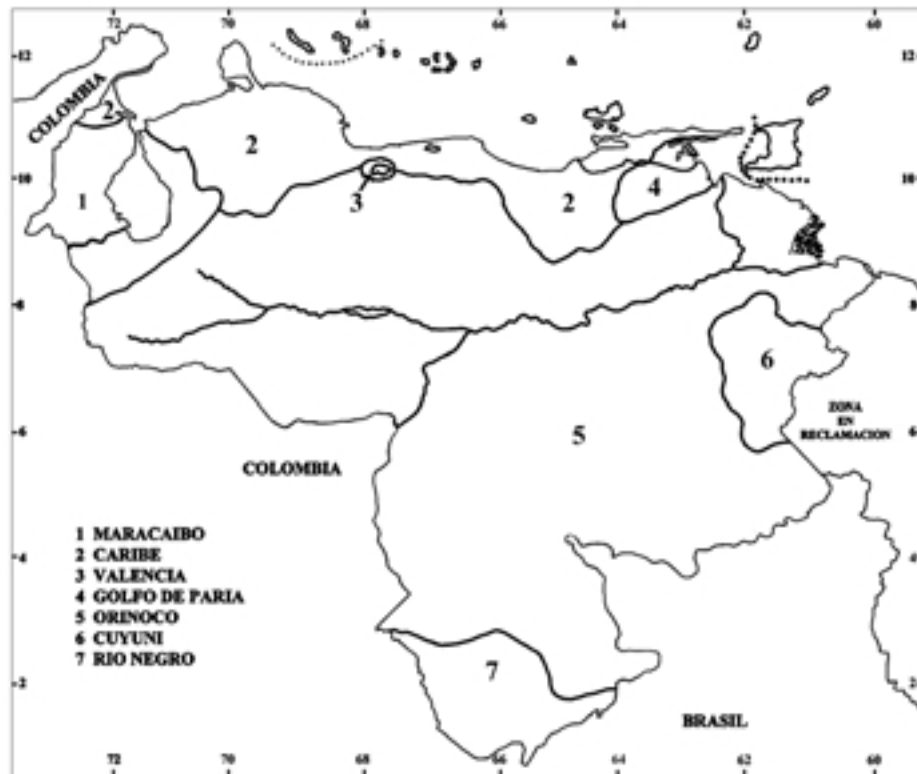 72 70 68 66 65 64 62 60
12 12
COLOMBIA
2
2
10 10
1
3
2
4
8 8
6
ZONA
EN
RECLAMACION
6 6
5
COLOMBIA
1 MARACAIBO
2 CARIBE
3 VALENCIA
4 GOLFO DE PARIA
5 ORINOCO
6 CUYUNI
7 RIO NEGRO
4 4
7
2 2
BRASIL
72 70 68 66 64 62 60